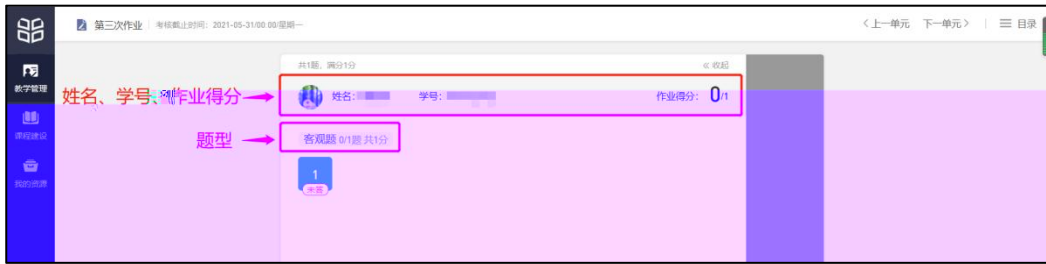 第三次作业 考核截止时间：2021-05-31/00:00/星期一
<上一单元 下一单元> 目录
共1题，满分1分 收起
教学管理
姓名、学号、作业得分
姓名： 学号： 作业得分： 0/1
课程建设
题型
客观题 0/1题 共1分
我的资源
1
未答